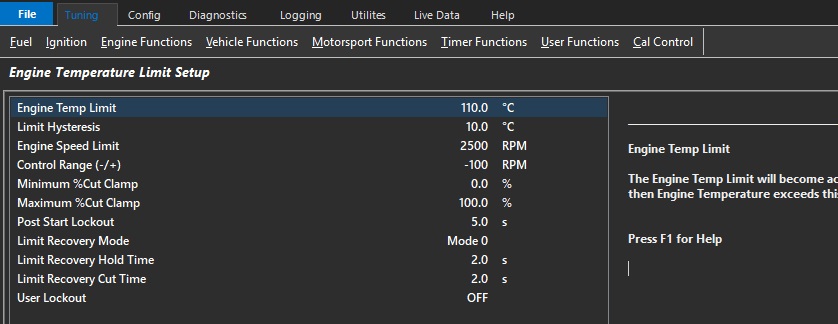 File Tuning Config Diagnostics Logging Utilites Live Data Help
Fuel Ignition Engine Functions Vehicle Functions Motorsport Functions Timer Functions User Functions Cal Control
Engine Temperature Limit Setup
Engine Temp Limit 110.0 °C
Limit Hysteresis 10.0 °C
Engine Speed Limit 2500 RPM
Control Range (-/+) -100 RPM
Minimum %Cut Clamp 0.0 %
Maximum %Cut Clamp 100.0 %
Post Start Lockout 5.0 s
Limit Recovery Mode Mode 0
Limit Recovery Hold Time 2.0 s
Limit Recovery Cut Time 2.0 s
User Lockout OFF
Engine Temp Limit
The Engine Temp Limit will become ac
then Engine Temperature exceeds this
Press F1 for Help